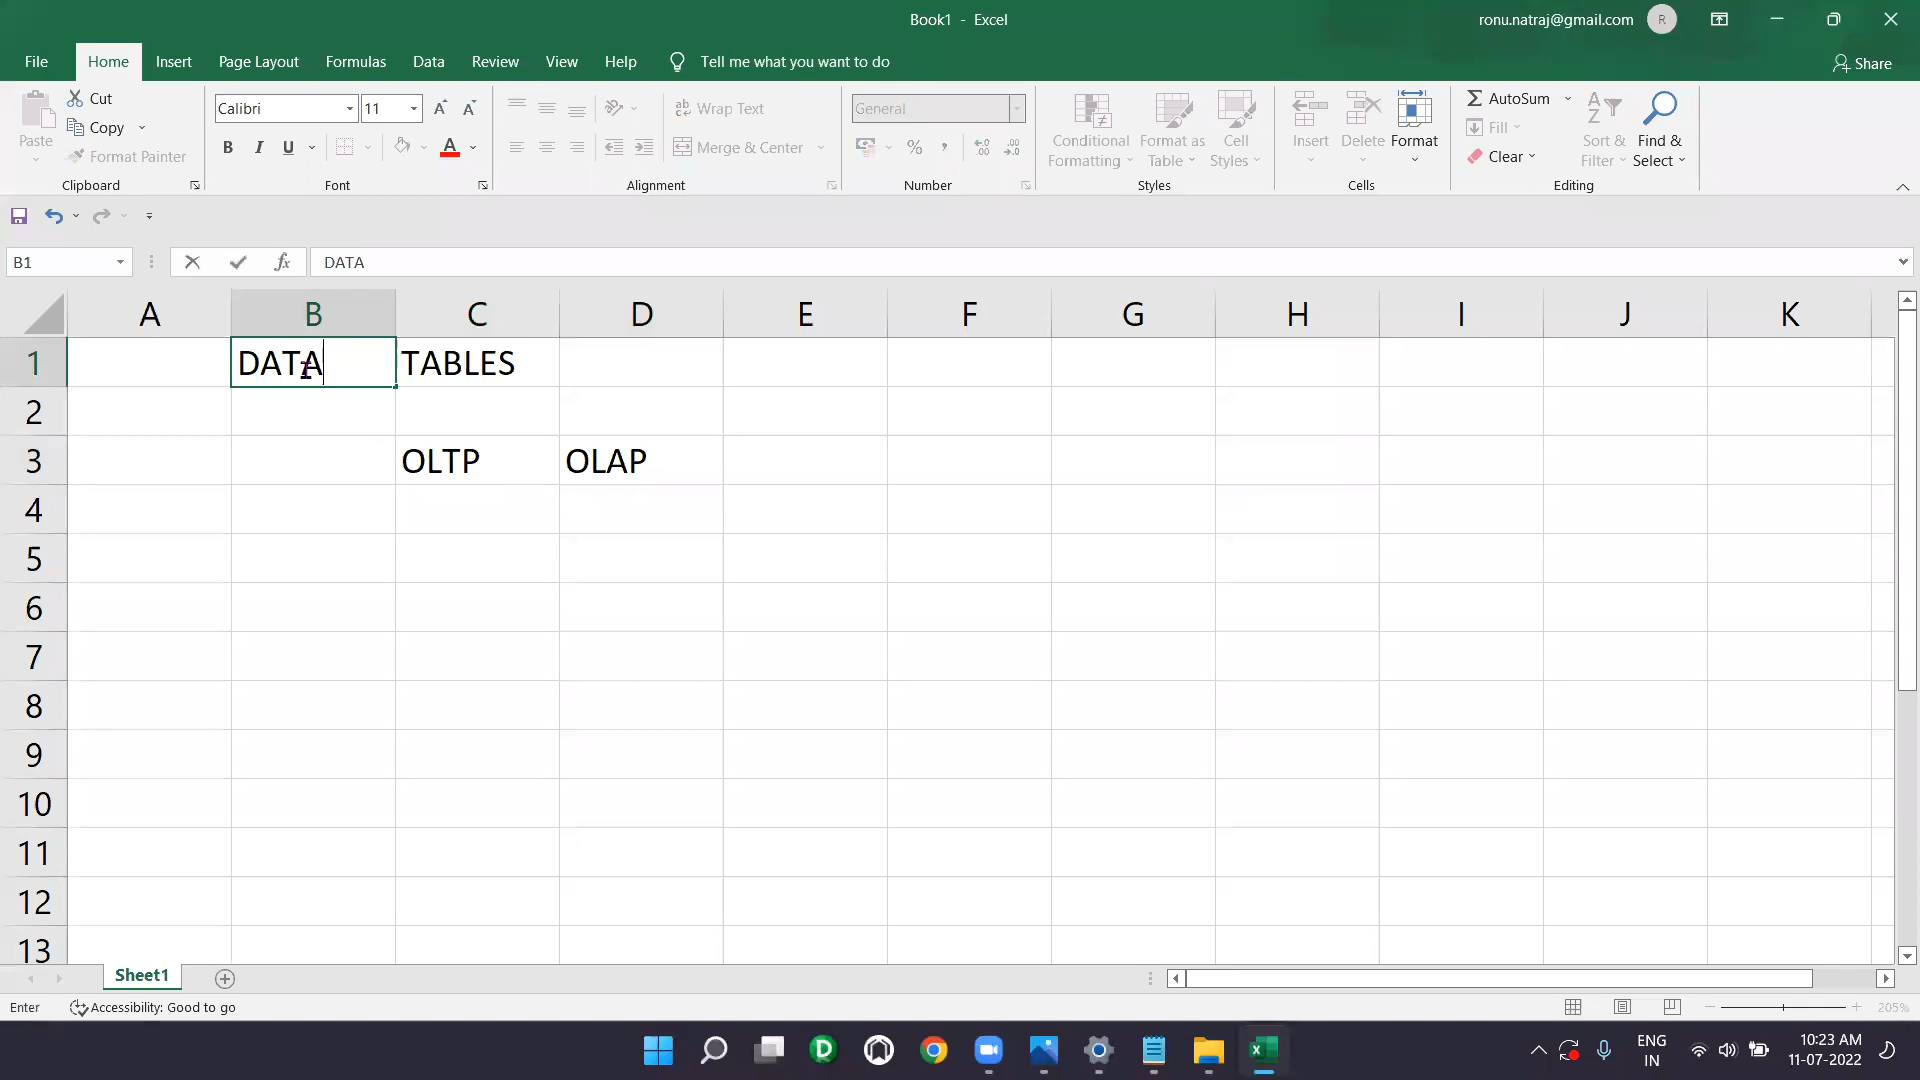 Book1 - Excel
ronu.natraj@gmail.com R
File Home Insert Page Layout Formulas Data Review View Help Tell me what you want to do Share
Paste Cut Copy Format Painter Clipboard
Calibri 11 B I U A A A Font
ab Wrap Text Merge & Center Alignment
General % , Number
Conditional Formatting Format as Table Cell Styles Styles
Insert Delete Format Cells
AutoSum Fill Clear Sort & Filter Find & Select Editing
B1 fx DATA
A B C D E F G H I J K
1 DATA TABLES
2
3 OLTP OLAP
4
5
6
7
8
9
10
11
12
13
Sheet1
Enter Accessibility: Good to go 205%
ENG IN 10:23 AM 11-07-2022